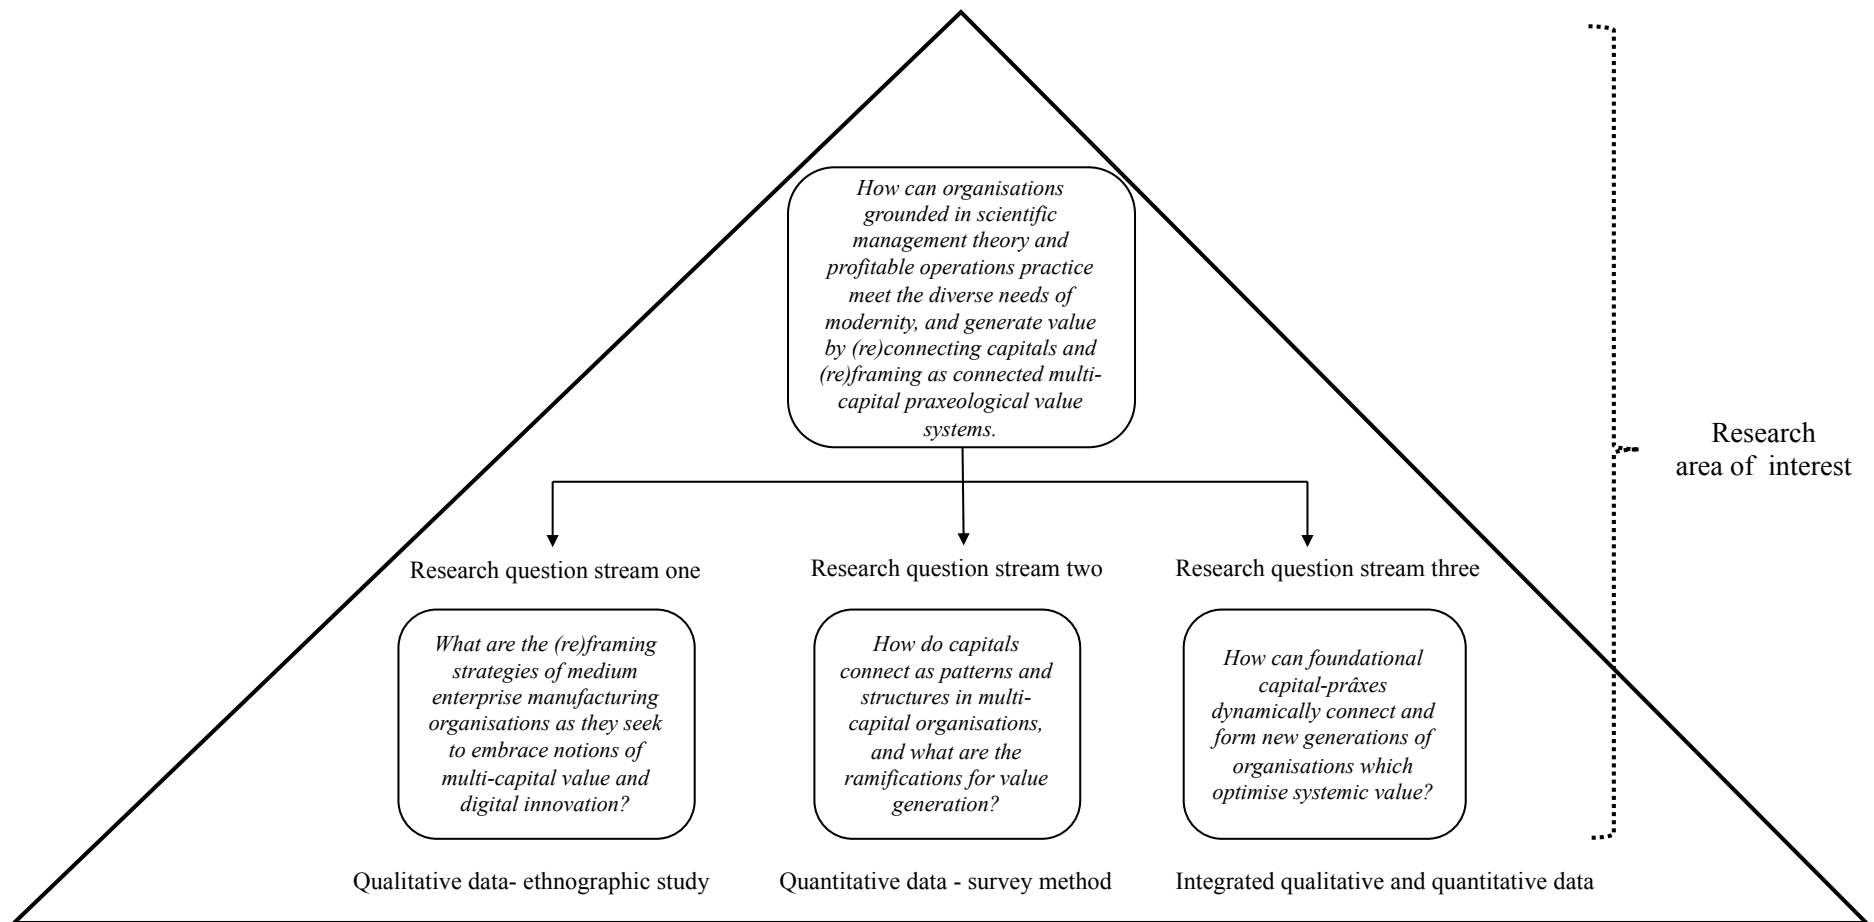 How can organisations
grounded in scientific
management theory and
profitable operations practice
meet the diverse needs of
modernity, and generate value
by (re)connecting capitals and
(re)framing as connected multi-
capital praxeological value
systems.
Research
area of interest
Research question stream one
What are the (re)framing
strategies of medium
enterprise manufacturing
organisations as they seek
to embrace notions of
multi-capital value and
digital innovation?
Qualitative data- ethnographic study
Research question stream two
How do capitals
connect as patterns and
structures in multi-
capital organisations,
and what are the
ramifications for value
generation?
Quantitative data - survey method
Research question stream three
How can foundational
capital-prâxes
dynamically connect and
form new generations of
organisations which
optimise systemic value?
Integrated qualitative and quantitative data